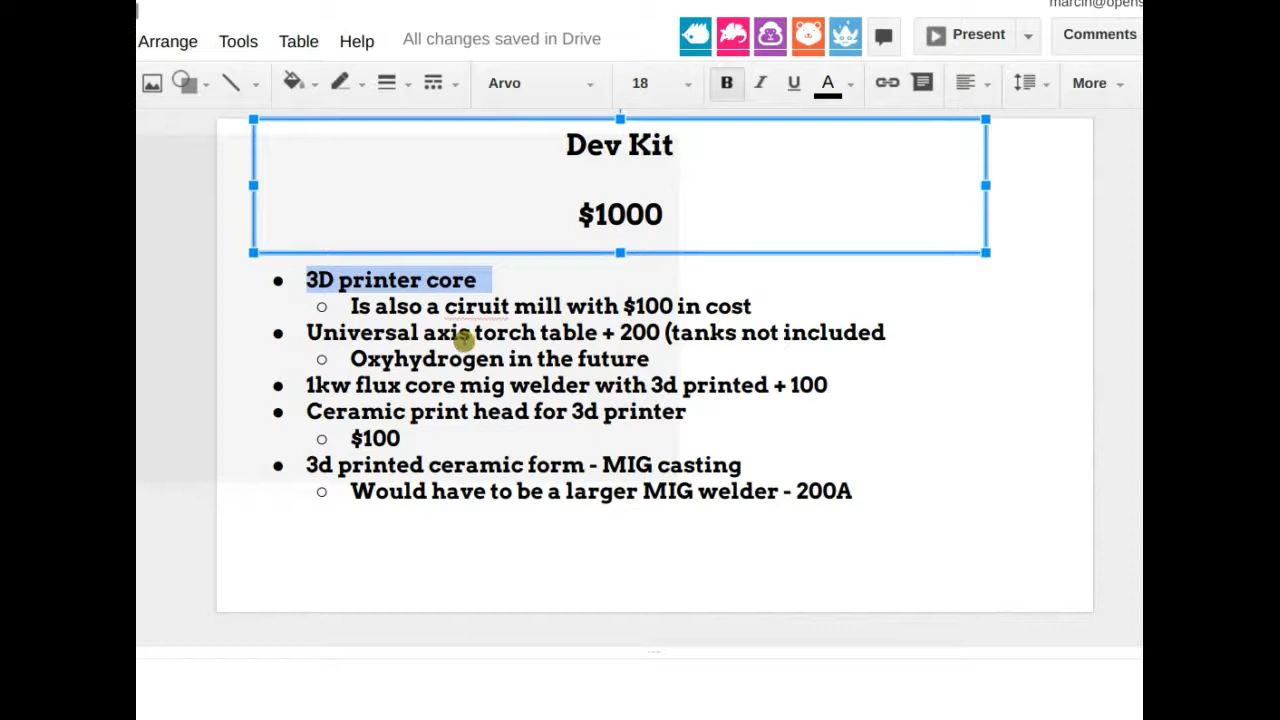 marcin@opens
Arrange Tools Table Help All changes saved in Drive Present Comments
Arvo 18 B I U A More
Dev Kit
$1000
● 3D printer core
○ Is also a ciruit mill with $100 in cost
● Universal axis torch table + 200 (tanks not included
○ Oxyhydrogen in the future
● 1kw flux core mig welder with 3d printed + 100
● Ceramic print head for 3d printer
○ $100
● 3d printed ceramic form - MIG casting
○ Would have to be a larger MIG welder - 200A